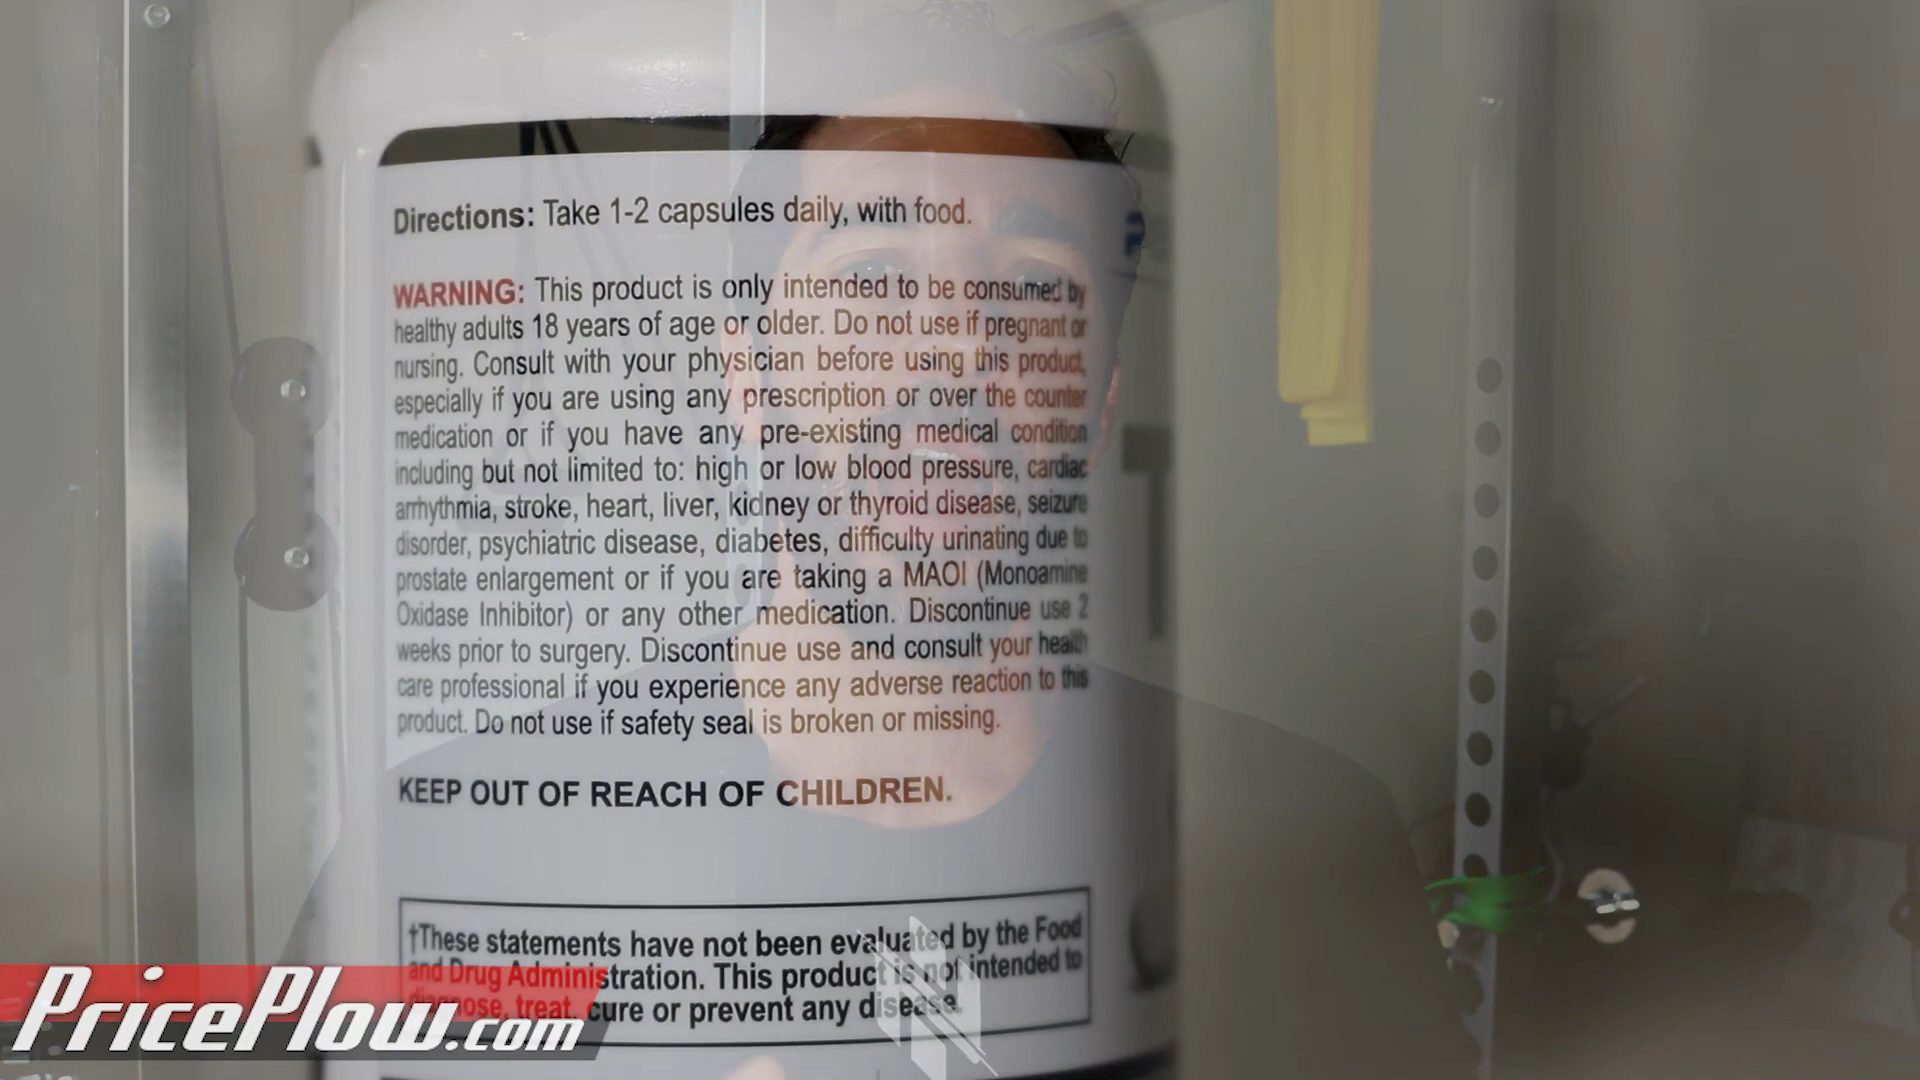 Directions: Take 1-2 capsules daily, with food.
WARNING: This product is only intended to be consumed by
healthy adults 18 years of age or older. Do not use if pregnant or
nursing. Consult with your physician before using this product,
especially if you are using any prescription or over the counter
medication or if you have any pre-existing medical condition
including but not limited to: high or low blood pressure, cardiac
arrhythmia, stroke, heart, liver, kidney or thyroid disease, seizure
disorder, psychiatric disease, diabetes, difficulty urinating due to
prostate enlargement or if you are taking a MAOI (Monoamine
Oxidase Inhibitor) or any other medication. Discontinue use 2
weeks prior to surgery. Discontinue use and consult your health
care professional if you experience any adverse reaction to this
product. Do not use if safety seal is broken or missing.
KEEP OUT OF REACH OF CHILDREN.
†These statements have not been evaluated by the Food
and Drug Administration. This product is not intended to
diagnose, treat, cure or prevent any disease.
PricePlow.com